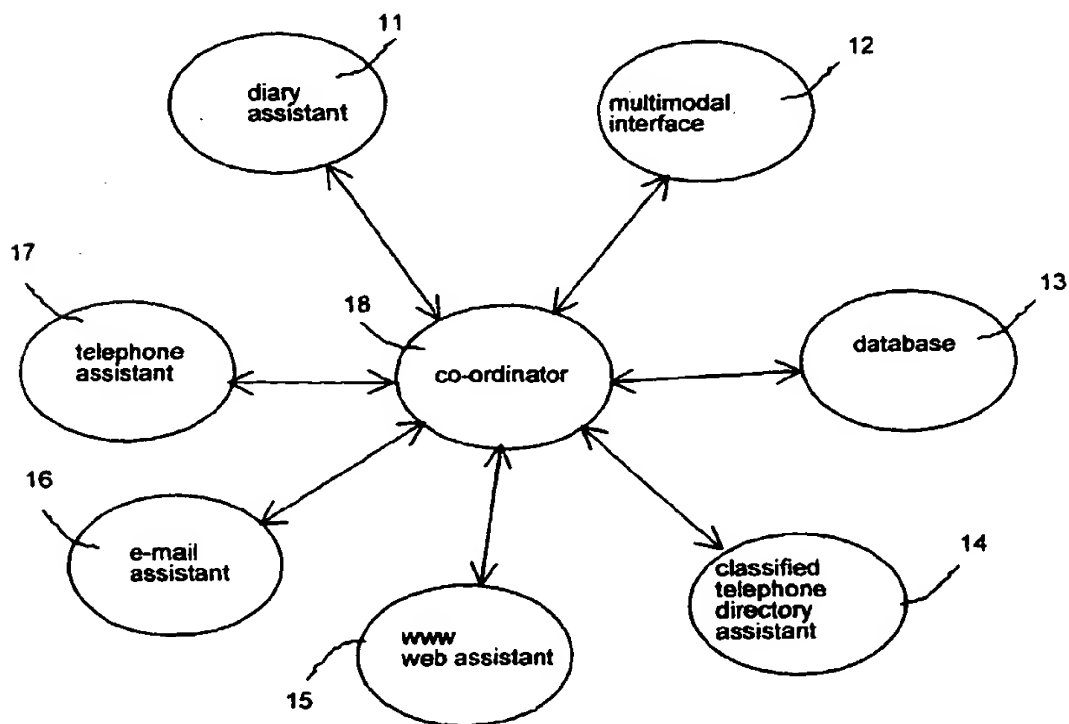 11
diary
assistant
12
multimodal
interface
17
telephone
assistant
18
co-ordinator
13
database
16
e-mail
assistant
15
www
web assistant
14
classified
telephone
directory
assistant